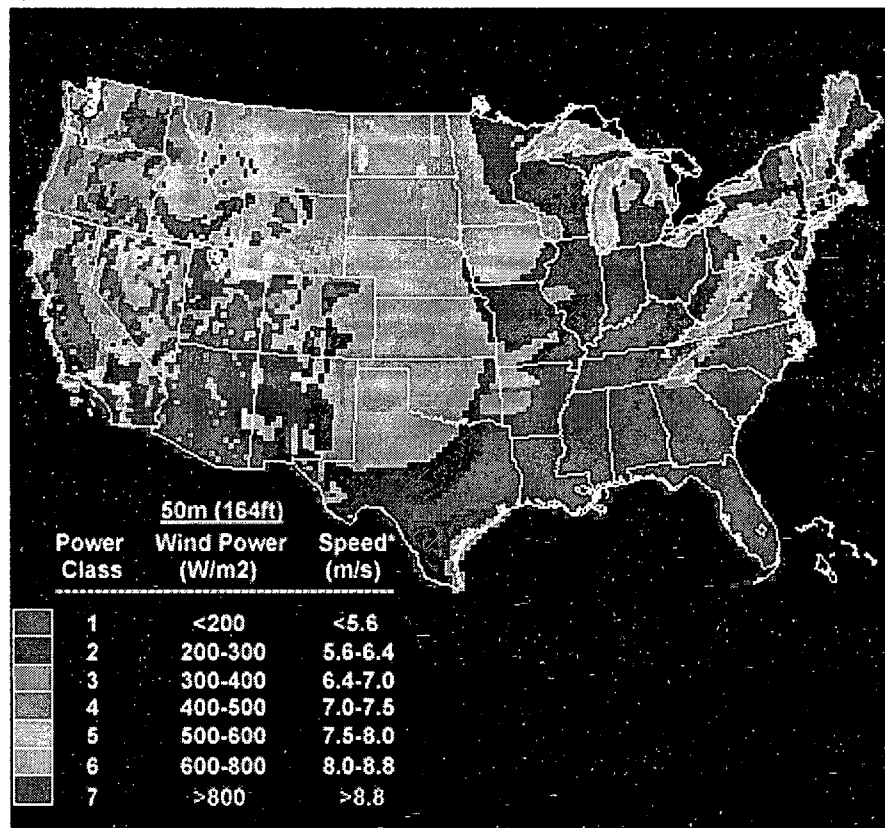 50m (164ft)
Power Wind Power Speed*
Class (W/m2) (m/s)
1 <200 <5.6
2 200-300 5.6-6.4
3 300-400 6.4-7.0
4 400-500 7.0-7.5
5 500-600 7.5-8.0
6 600-800 8.0-8.8
7 >800 >8.8